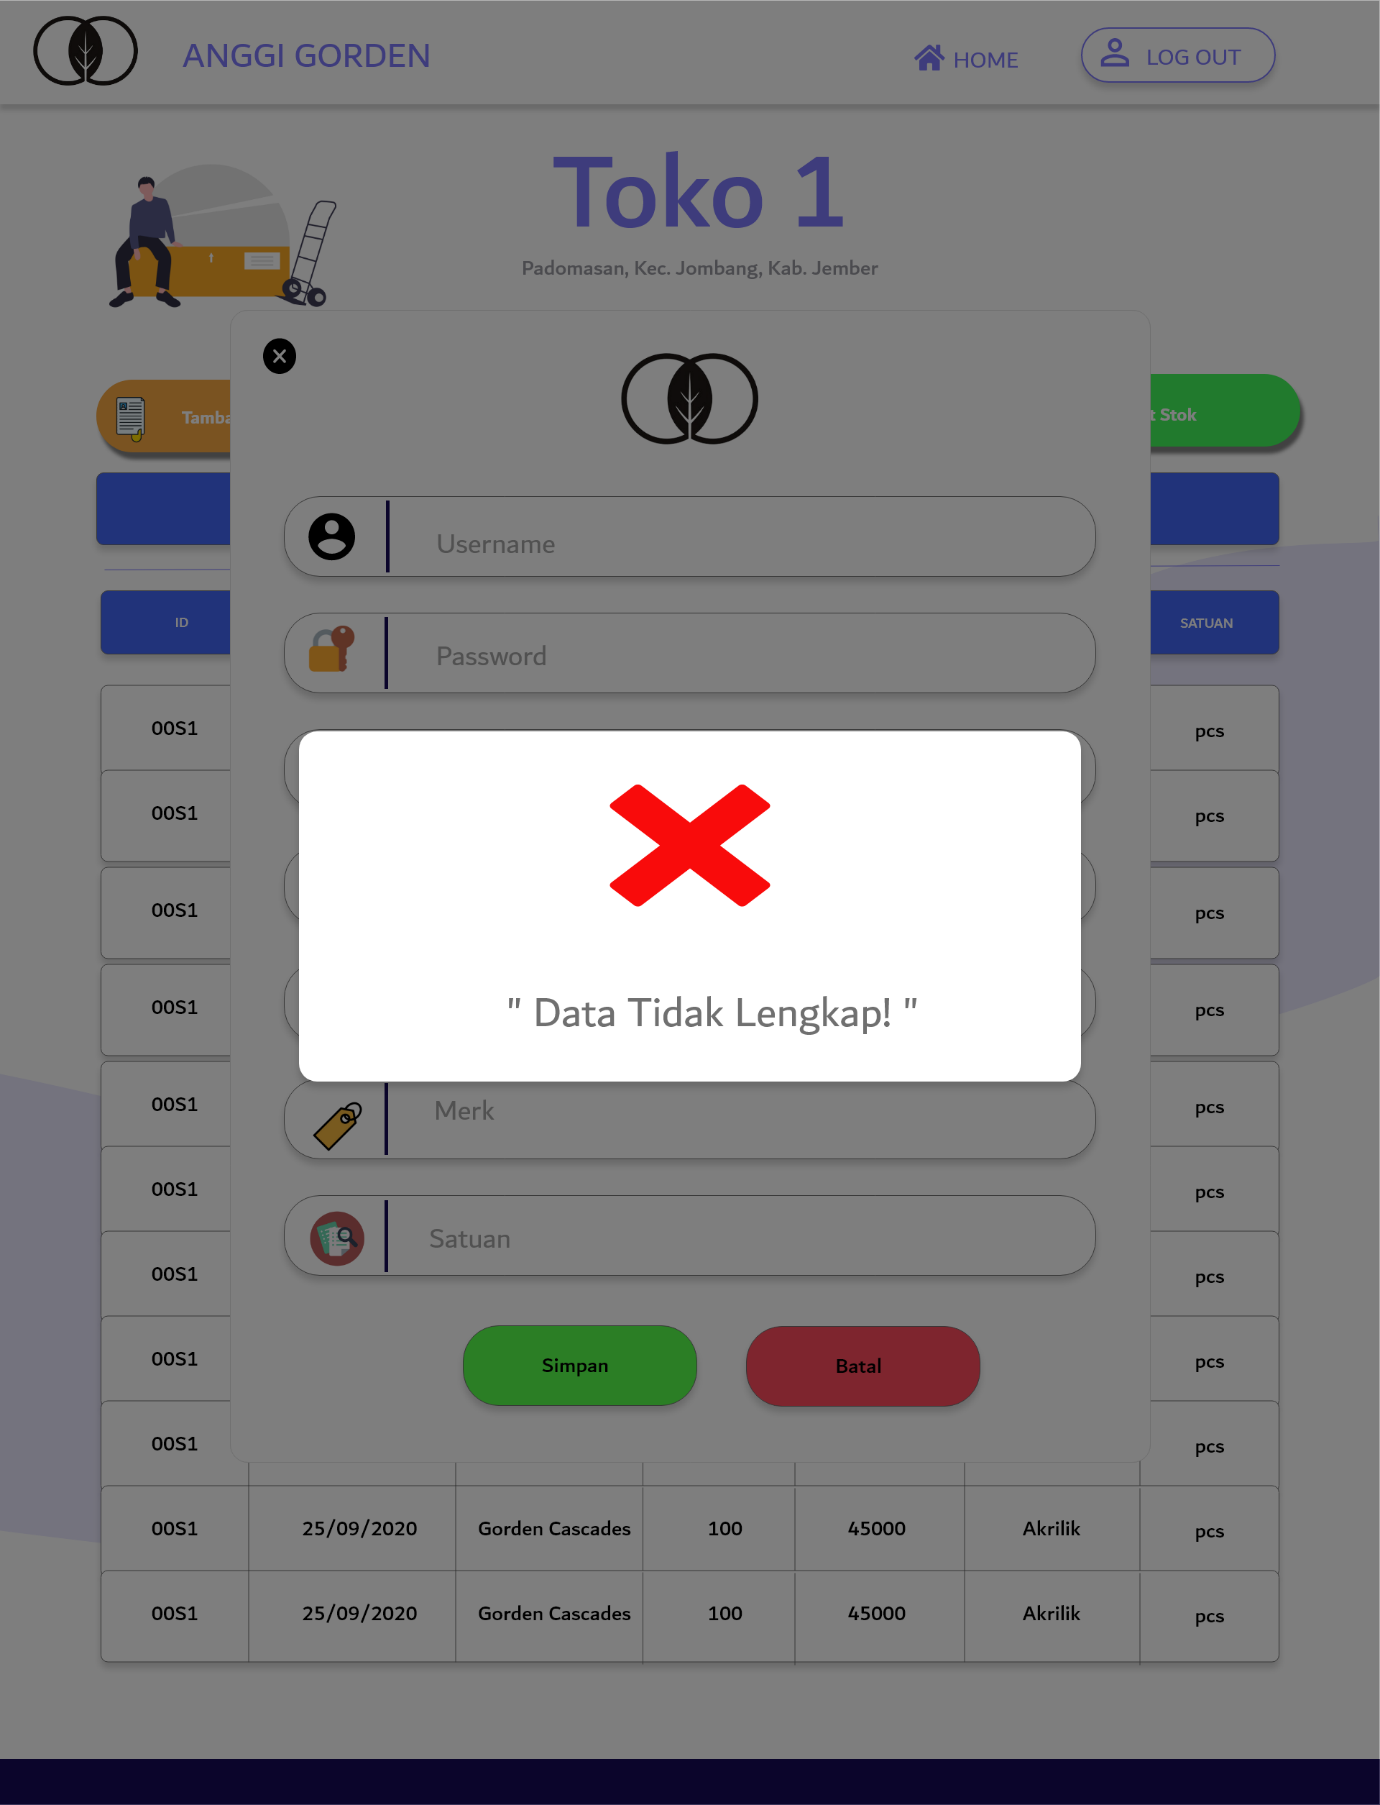 ANGGI GORDEN
HOME
LOG OUT
Toko 1
Padomasan, Kec. Jombang, Kab. Jember
Stok
Username
Password
ID
SATUAN
00S1 pcs
00S1 pcs
00S1 pcs
00S1 pcs
" Data Tidak Lengkap! "
00S1 Merk pcs
00S1 pcs
00S1 Satuan pcs
00S1 Simpan Batal pcs
00S1 pcs
00S1 25/09/2020 Gorden Cascades 100 45000 Akrilik pcs
00S1 25/09/2020 Gorden Cascades 100 45000 Akrilik pcs